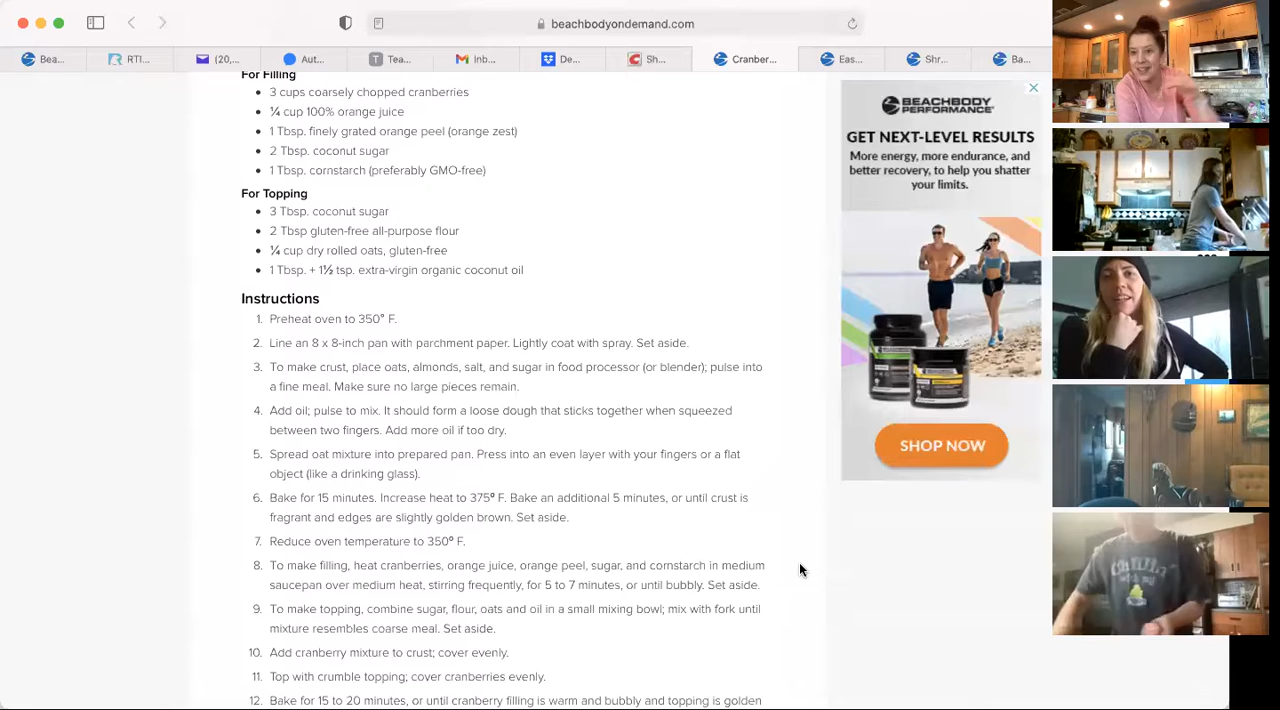 beachbodyondemand.com
Bea...
RTI...
(20,...
Aut...
Tea...
Inb...
De...
Sh...
Cranber...
Eas...
Shr...
Ba...
For Filling
• 3 cups coarsely chopped cranberries
• ¼ cup 100% orange juice
• 1 Tbsp. finely grated orange peel (orange zest)
• 2 Tbsp. coconut sugar
• 1 Tbsp. cornstarch (preferably GMO-free)
For Topping
• 3 Tbsp. coconut sugar
• 2 Tbsp gluten-free all-purpose flour
• ¼ cup dry rolled oats, gluten-free
• 1 Tbsp. + 1½ tsp. extra-virgin organic coconut oil
Instructions
1. Preheat oven to 350° F.
2. Line an 8 x 8-inch pan with parchment paper. Lightly coat with spray. Set aside.
3. To make crust, place oats, almonds, salt, and sugar in food processor (or blender); pulse into
a fine meal. Make sure no large pieces remain.
4. Add oil; pulse to mix. It should form a loose dough that sticks together when squeezed
between two fingers. Add more oil if too dry.
5. Spread oat mixture into prepared pan. Press into an even layer with your fingers or a flat
object (like a drinking glass).
6. Bake for 15 minutes. Increase heat to 375º F. Bake an additional 5 minutes, or until crust is
fragrant and edges are slightly golden brown. Set aside.
7. Reduce oven temperature to 350º F.
8. To make filling, heat cranberries, orange juice, orange peel, sugar, and cornstarch in medium
saucepan over medium heat, stirring frequently, for 5 to 7 minutes, or until bubbly. Set aside.
9. To make topping, combine sugar, flour, oats and oil in a small mixing bowl; mix with fork until
mixture resembles coarse meal. Set aside.
10. Add cranberry mixture to crust; cover evenly.
11. Top with crumble topping; cover cranberries evenly.
12. Bake for 15 to 20 minutes, or until cranberry filling is warm and bubbly and topping is golden
BEACHBODY
PERFORMANCE
GET NEXT-LEVEL RESULTS
More energy, more endurance, and
better recovery, to help you shatter
your limits.
SHOP NOW